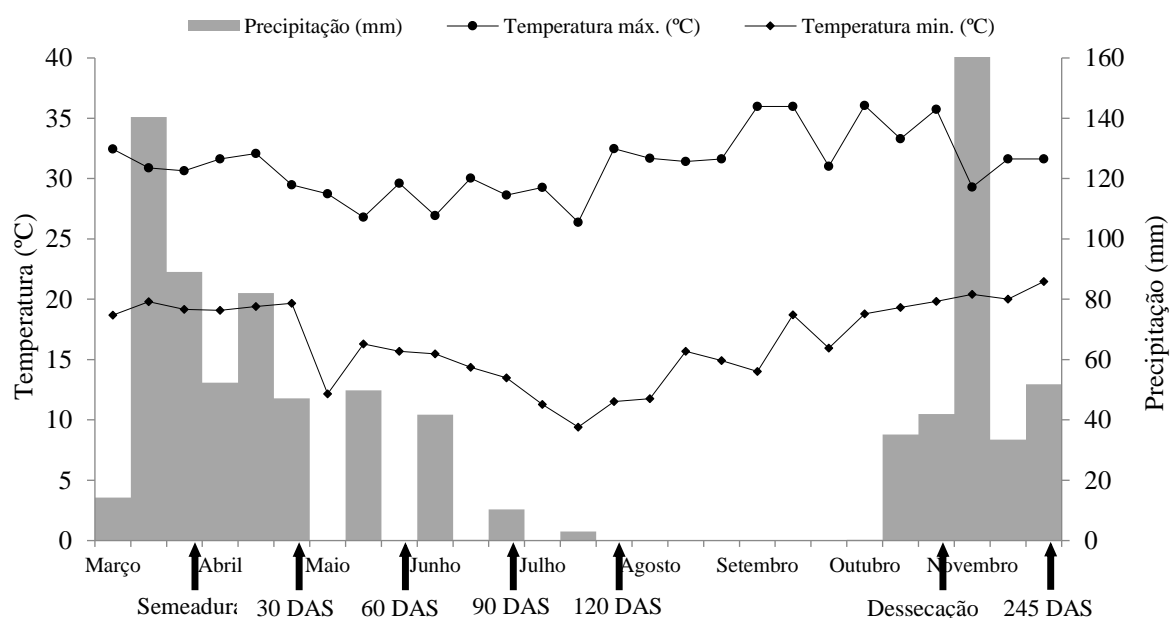 Precipitação (mm) Temperatura máx. (ºC) Temperatura min. (ºC)
40 160
35 140
30 120
25 100
20 80
15 60
10 40
5 20
0 0
Temperatura (ºC)
Precipitação (mm)
Março Abril Maio Junho Julho Agosto Setembro Outubro Novembro
Semeadura 30 DAS 60 DAS 90 DAS 120 DAS Dessecação 245 DAS